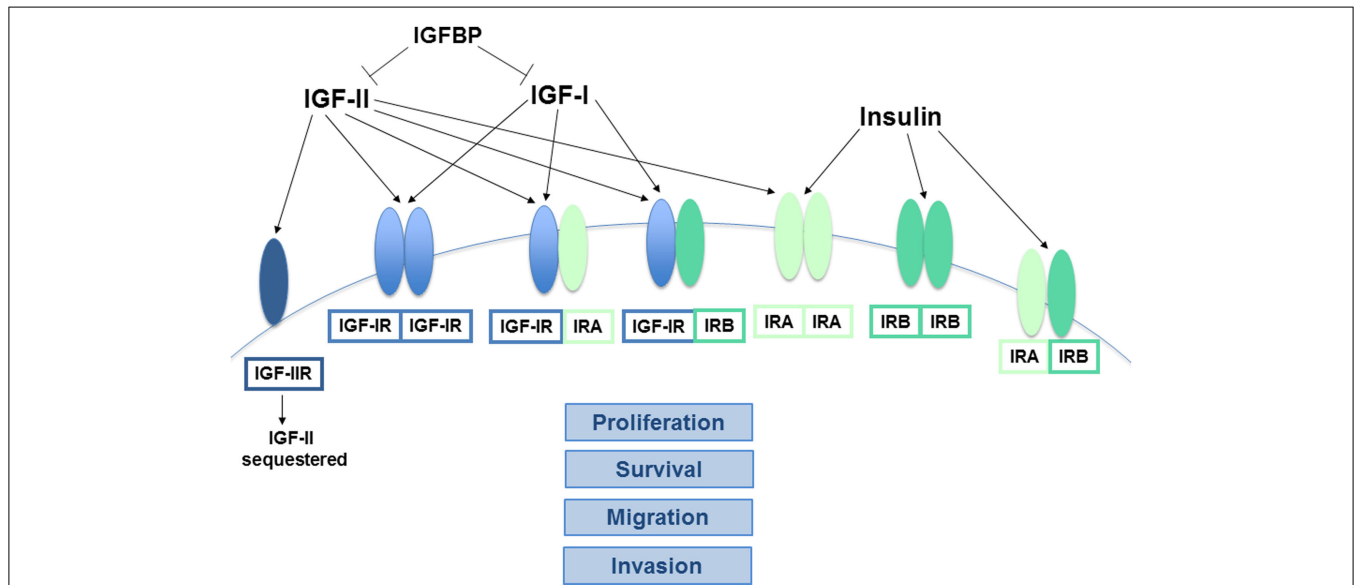 IGFBP
IGF-II
IGF-I
Insulin
IGF-IR IGF-IR
IGF-IR IRA
IGF-IR IRB
IRA IRA
IRB IRB
IRA IRB
IGF-IIR
IGF-II
sequestered
Proliferation
Survival
Migration
Invasion